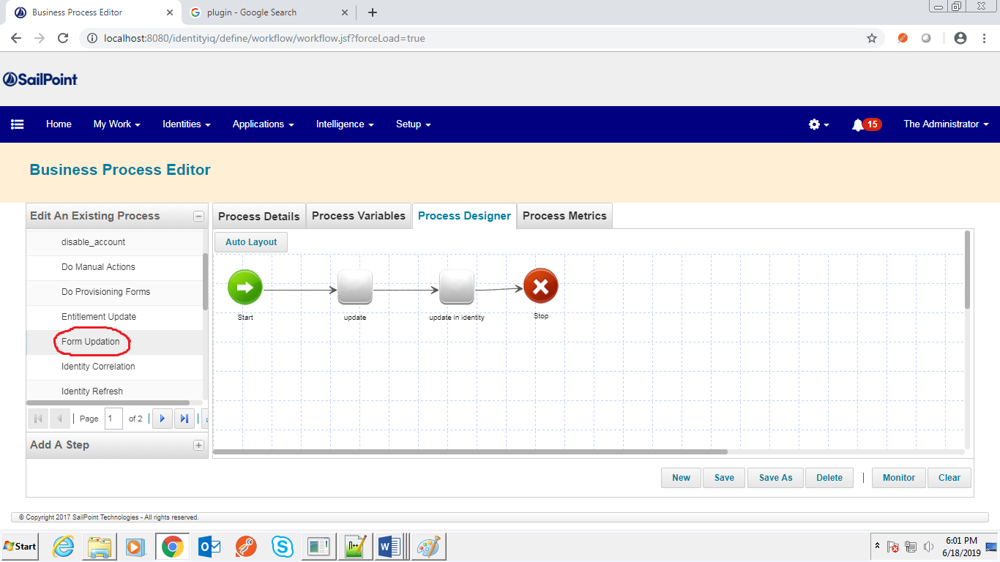 Business Process Editor
plugin - Google Search
localhost:8080/identityiq/define/workflow/workflow.jsf?forceLoad=true
SailPoint
Home My Work Identities Applications Intelligence Setup 15 The Administrator
Business Process Editor
Edit An Existing Process
disable_account
Do Manual Actions
Do Provisioning Forms
Entitlement Update
Form Updation
Identity Correlation
Identity Refresh
Page 1 of 2
Add A Step
Process Details Process Variables Process Designer Process Metrics
Auto Layout
Start update update in identity Stop
New Save Save As Delete | Monitor Clear
© Copyright 2017 SailPoint Technologies - All rights reserved.
Start 6:01 PM
6/18/2019